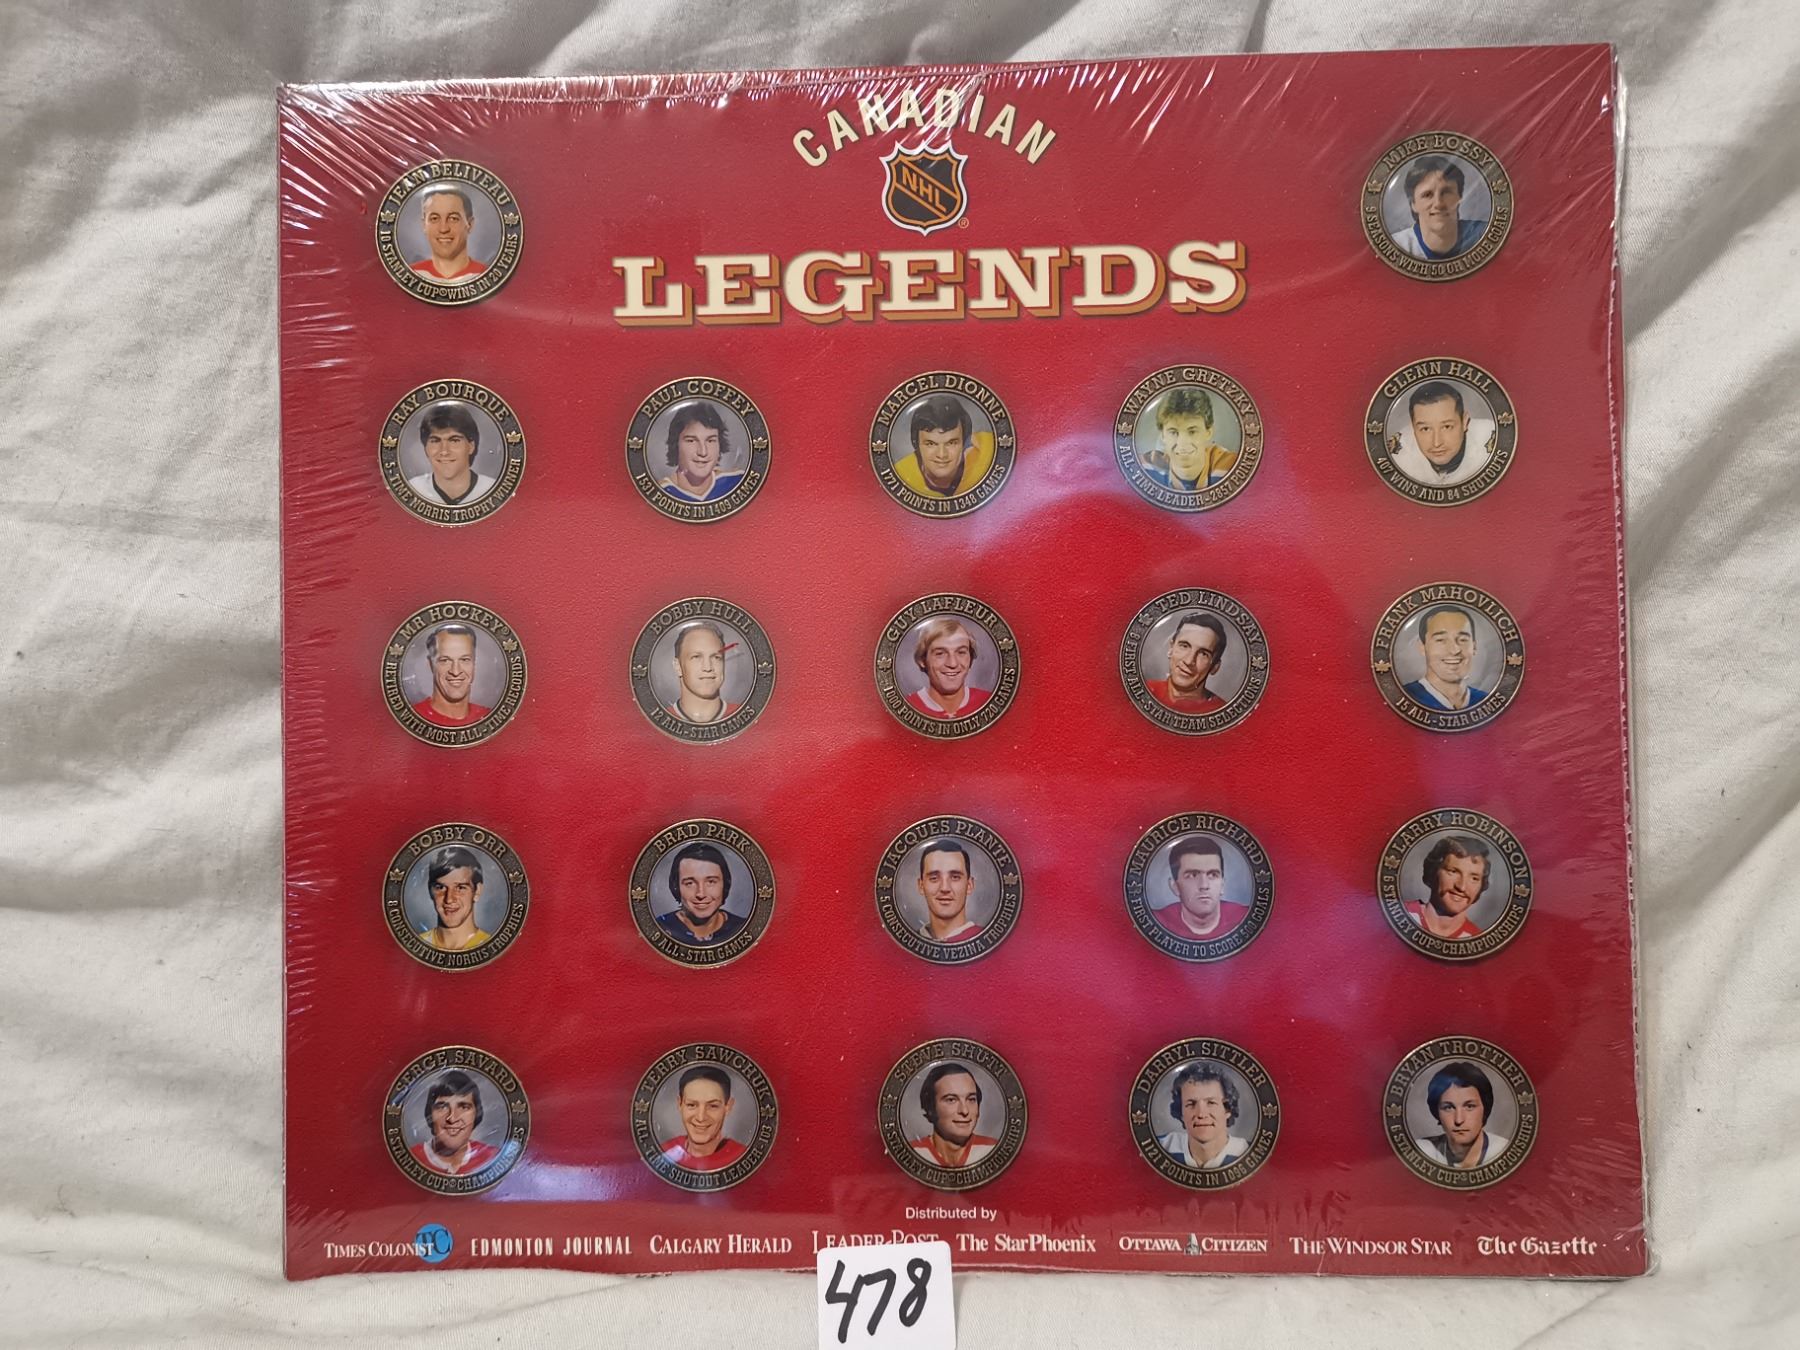 CANADIAN
NHL
®
LEGENDS
JEAN BELIVEAU
10 STANLEY CUP® WINS IN 20 YEARS
MIKE BOSSY
9 SEASONS WITH 50 OR MORE GOALS
RAY BOURQUE
5-TIME NORRIS TROPHY WINNER
PAUL COFFEY
1531 POINTS IN 1409 GAMES
MARCEL DIONNE
1771 POINTS IN 1348 GAMES
WAYNE GRETZKY
ALL-TIME LEADER-2857 POINTS
GLENN HALL
407 WINS AND 84 SHUTOUTS
MR HOCKEY®
RETIRED WITH MOST ALL-TIME RECORDS
BOBBY HULL
12 ALL-STAR GAMES
GUY LAFLEUR
1000 POINTS IN ONLY 720 GAMES
TED LINDSAY
8 FIRST ALL-STAR TEAM SELECTIONS
FRANK MAHOVLICH
15 ALL-STAR GAMES
BOBBY ORR
8 CONSECUTIVE NORRIS TROPHIES
BRAD PARK
9 ALL-STAR GAMES
JACQUES PLANTE
5 CONSECUTIVE VEZINA TROPHIES
MAURICE RICHARD
FIRST PLAYER TO SCORE 500 GOALS
LARRY ROBINSON
6 STANLEY CUP® CHAMPIONSHIPS
SERGE SAVARD
8 STANLEY CUP® CHAMPIONSHIPS
TERRY SAWCHUK
ALL-TIME SHUTOUT LEADER-103
STEVE SHUTT
5 STANLEY CUP® CHAMPIONSHIPS
DARRYL SITTLER
1121 POINTS IN 1096 GAMES
BRYAN TROTTIER
6 STANLEY CUP® CHAMPIONSHIPS
Distributed by
TIMES COLONIST TC EDMONTON JOURNAL CALGARY HERALD LEADER-POST The StarPhoenix OTTAWA CITIZEN THE WINDSOR STAR The Gazette
478